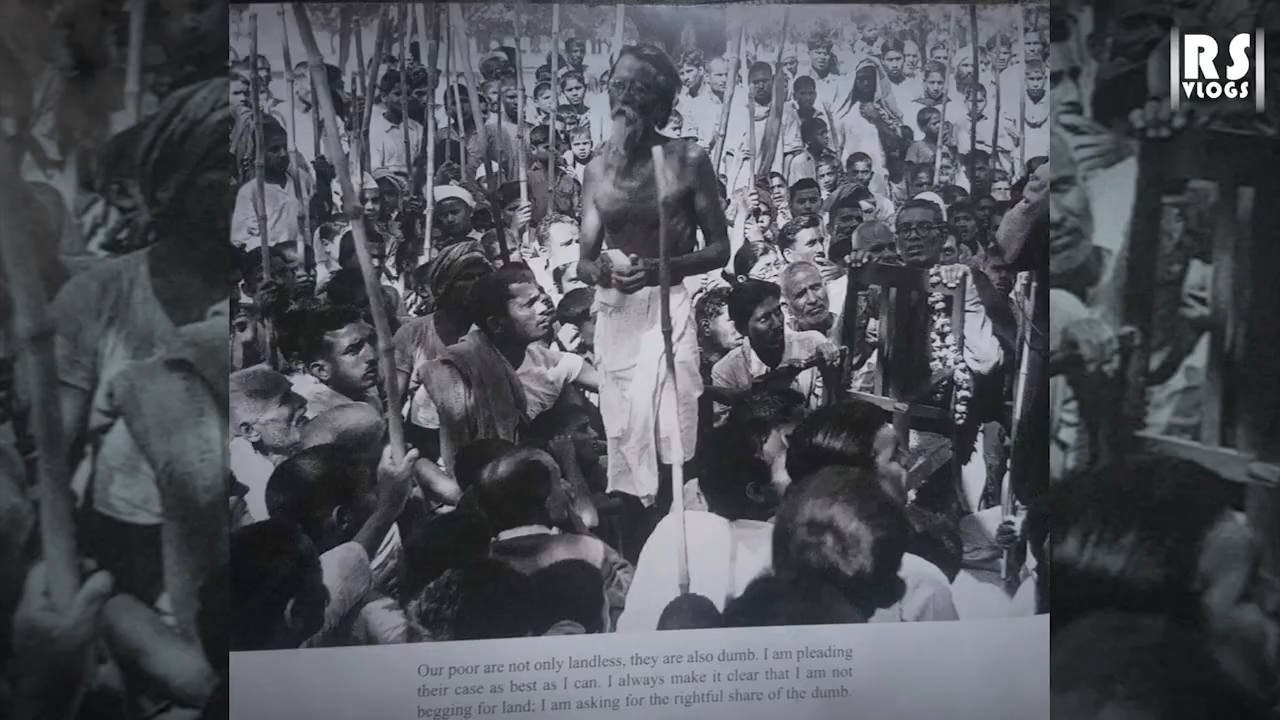 RS
VLOGS
Our poor are not only landless, they are also dumb. I am pleading
their case as best as I can. I always make it clear that I am not
begging for land; I am asking for the rightful share of the dumb.